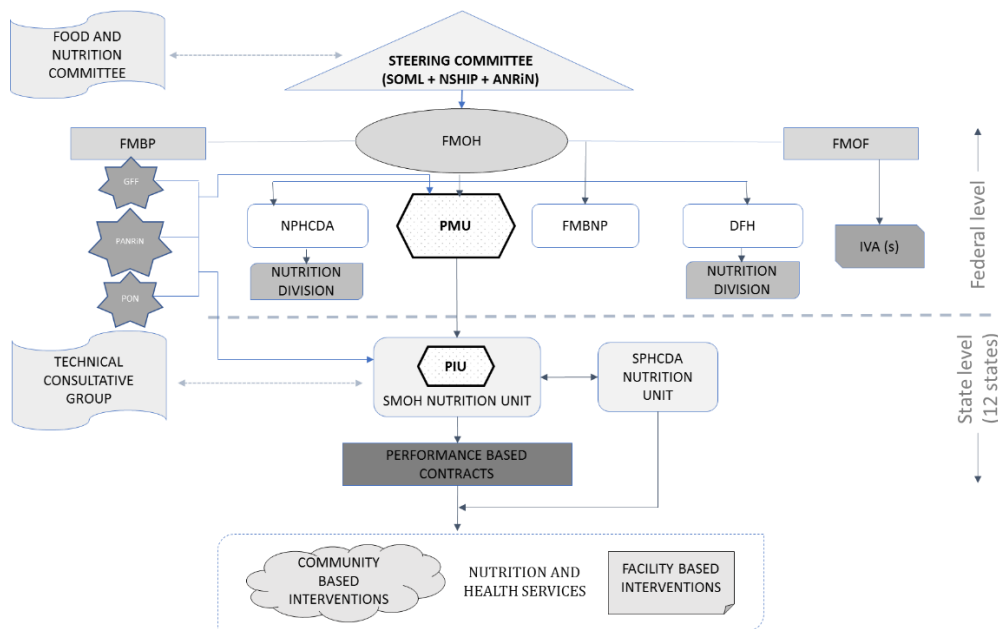 FOOD AND
NUTRITION
COMMITTEE
STEERING COMMITTEE
(SOML + NSHIP + ANRiN)
FMBP
FMOH
FMOF
GFF
PANRiN
PON
NPHCDA
PMU
FMBNP
DFH
IVA (s)
NUTRITION
DIVISION
NUTRITION
DIVISION
Federal level
TECHNICAL
CONSULTATIVE
GROUP
PIU
SMOH NUTRITION UNIT
SPHCDA
NUTRITION
UNIT
State level
(12 states)
PERFORMANCE BASED
CONTRACTS
COMMUNITY
BASED
INTERVENTIONS
NUTRITION AND
HEALTH SERVICES
FACILITY BASED
INTERVENTIONS